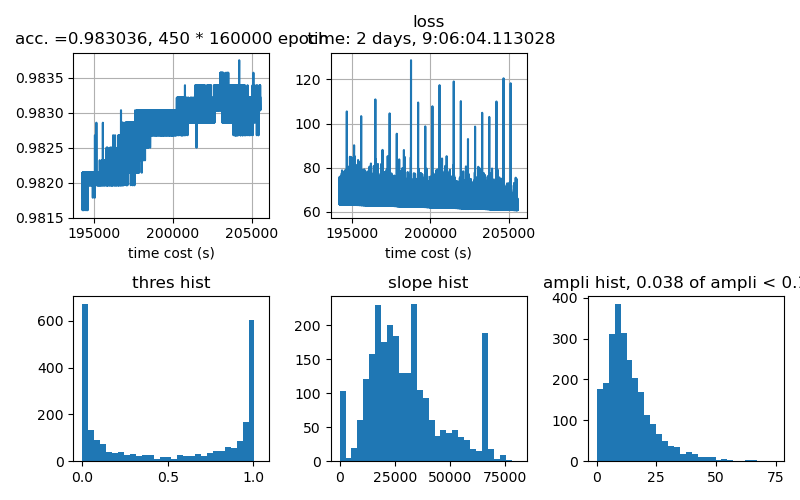 loss
acc. =0.983036, 450 * 160000 epoch
time: 2 days, 9:06:04.113028
0.9835
0.9830
0.9825
0.9820
0.9815
195000 200000 205000
time cost (s)
120
100
80
60
195000 200000 205000
time cost (s)
thres hist
600
400
200
0
0.0 0.5 1.0
slope hist
200
150
100
50
0
0 25000 50000 75000
ampli hist, 0.038 of ampli < 0.
400
300
200
100
0
0 25 50 75